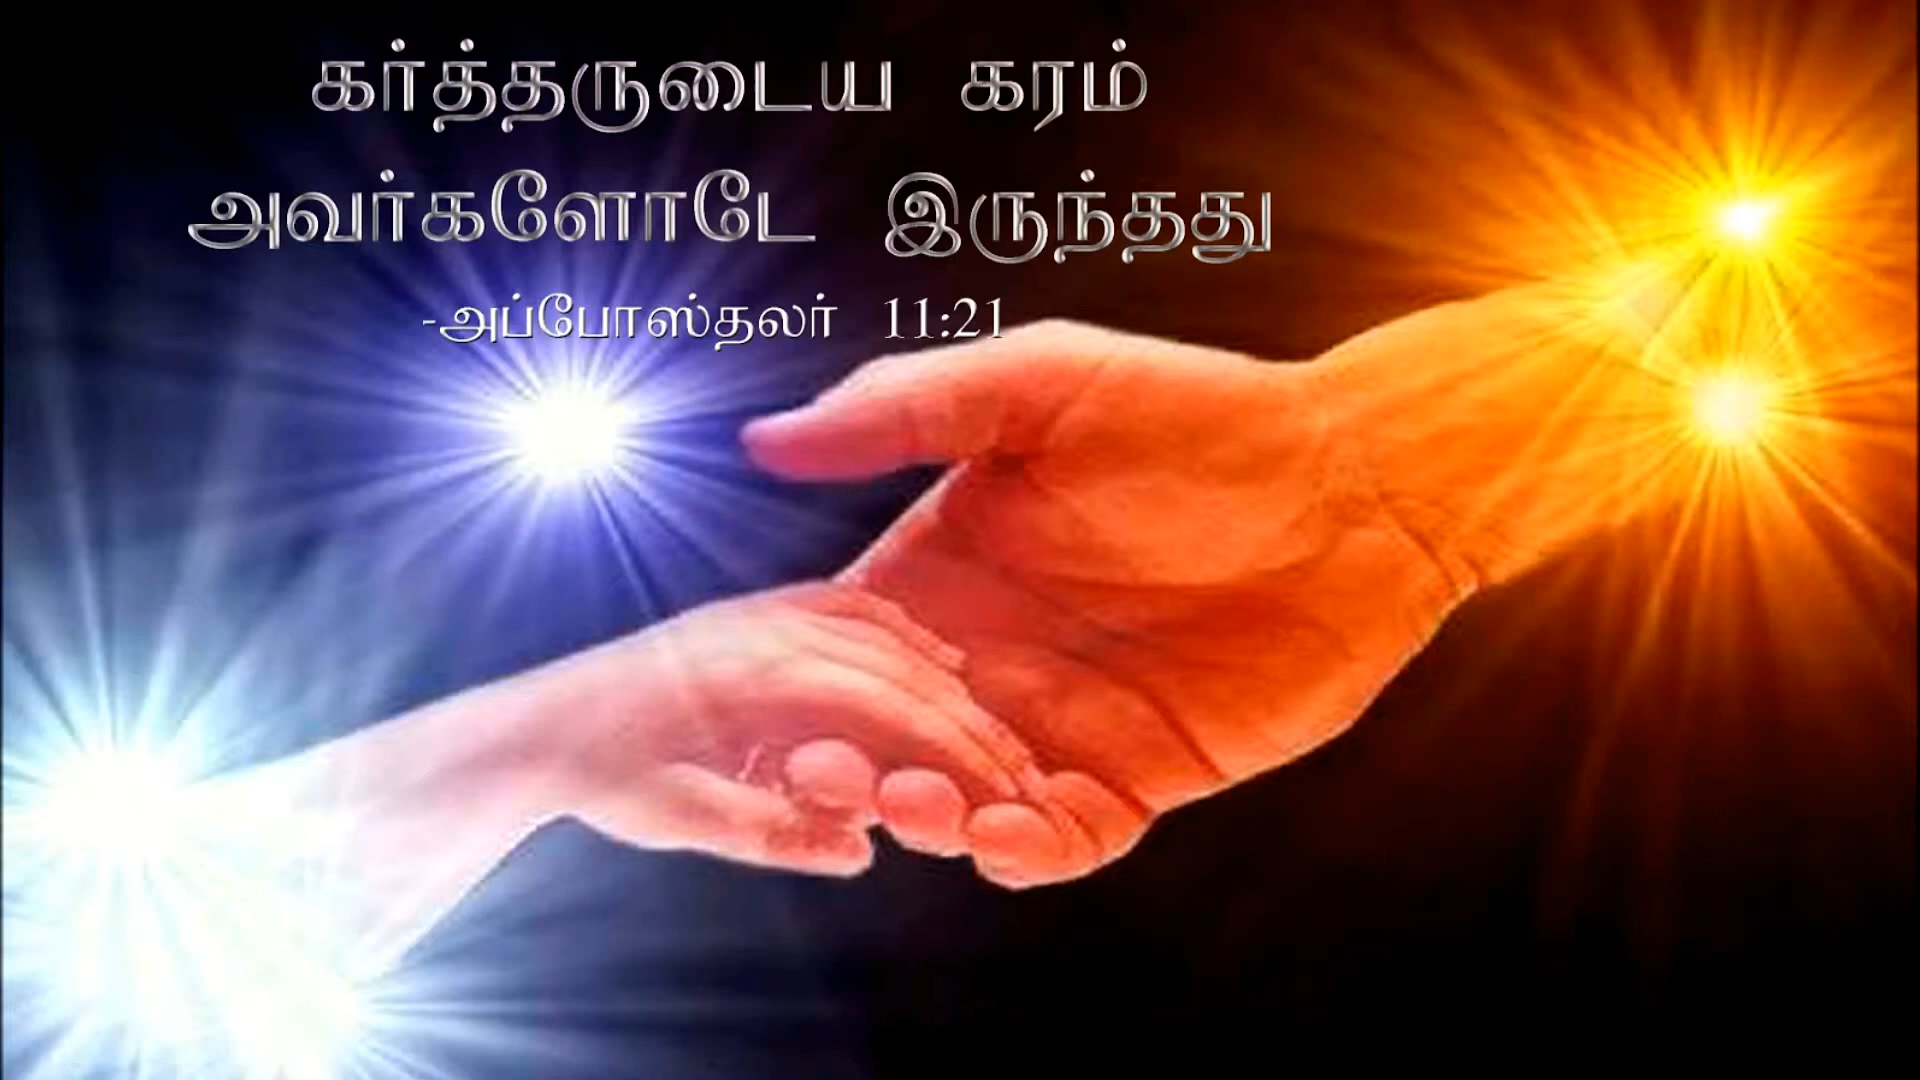 கர்த்தருடைய கரம்
அவர்களோடே இருந்தது
-அப்போஸ்தலர் 11:21